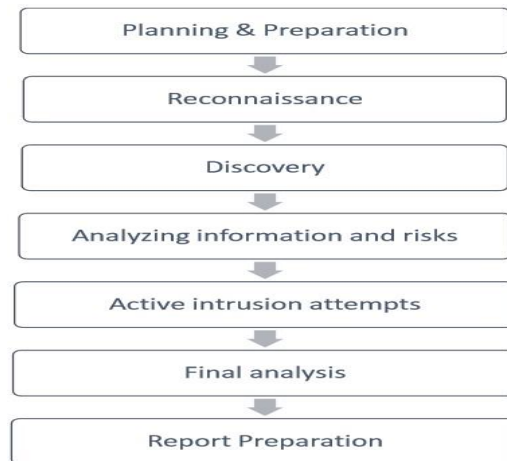 Planning & Preparation
Reconnaissance
Discovery
Analyzing information and risks
Active intrusion attempts
Final analysis
Report Preparation